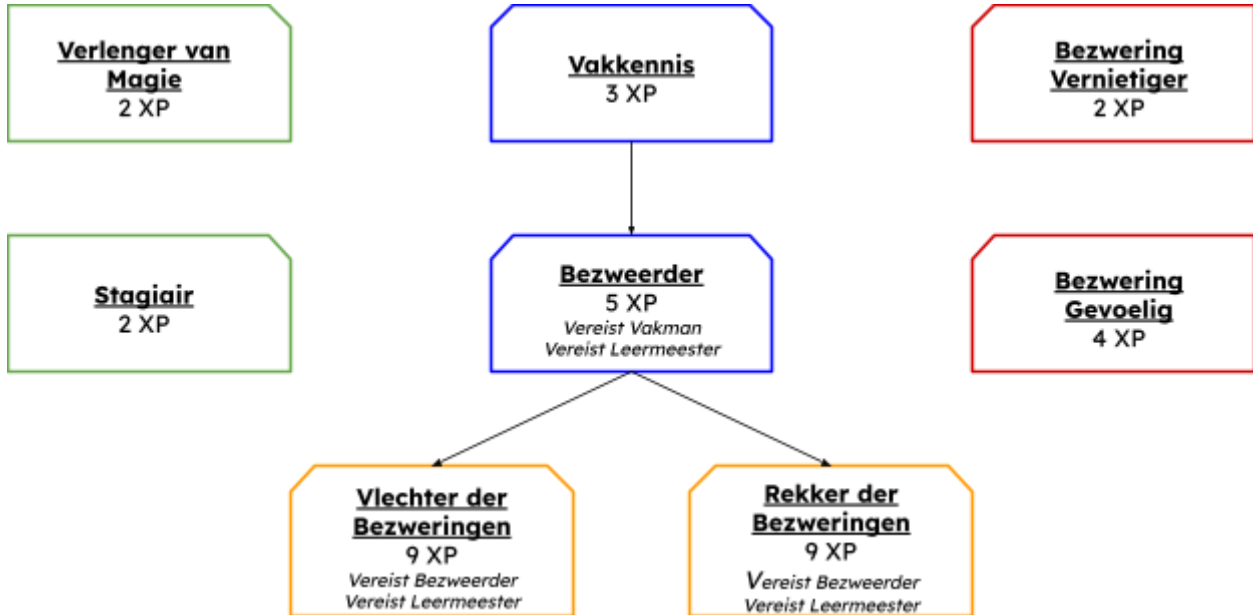 Verlenger van
Magie
2 XP
Vakkennis
3 XP
Bezwering
Vernietiger
2 XP
Stagiair
2 XP
Bezweerder
5 XP
Vereist Vakman
Vereist Leermeester
Bezwering
Gevoelig
4 XP
Vlechter der
Bezweringen
9 XP
Vereist Bezweerder
Vereist Leermeester
Rekker der
Bezweringen
9 XP
Vereist Bezweerder
Vereist Leermeester